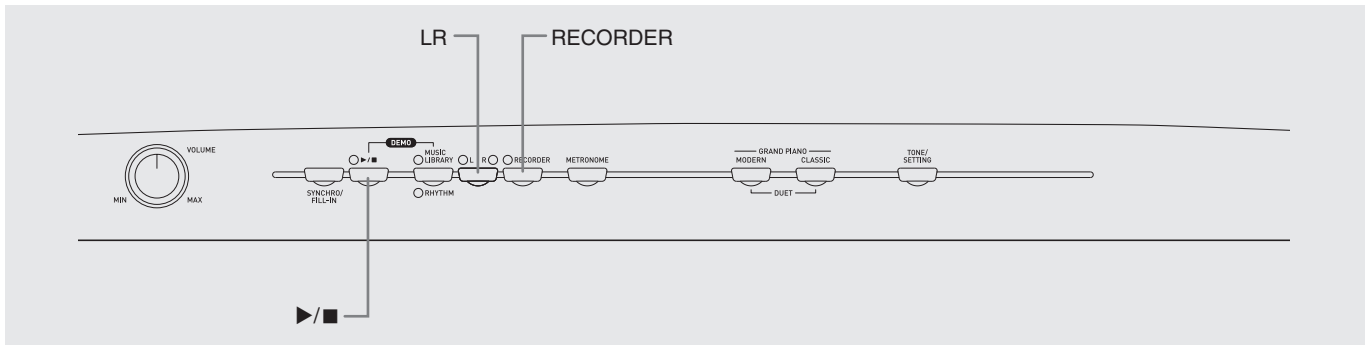 LR RECORDER
DEMO
VOLUME
MIN MAX
▶/■
MUSIC LIBRARY
L R
RECORDER
METRONOME
GRAND PIANO
MODERN CLASSIC
TONE/
SETTING
SYNCHRO/
FILL-IN
RHYTHM
DUET
▶/■